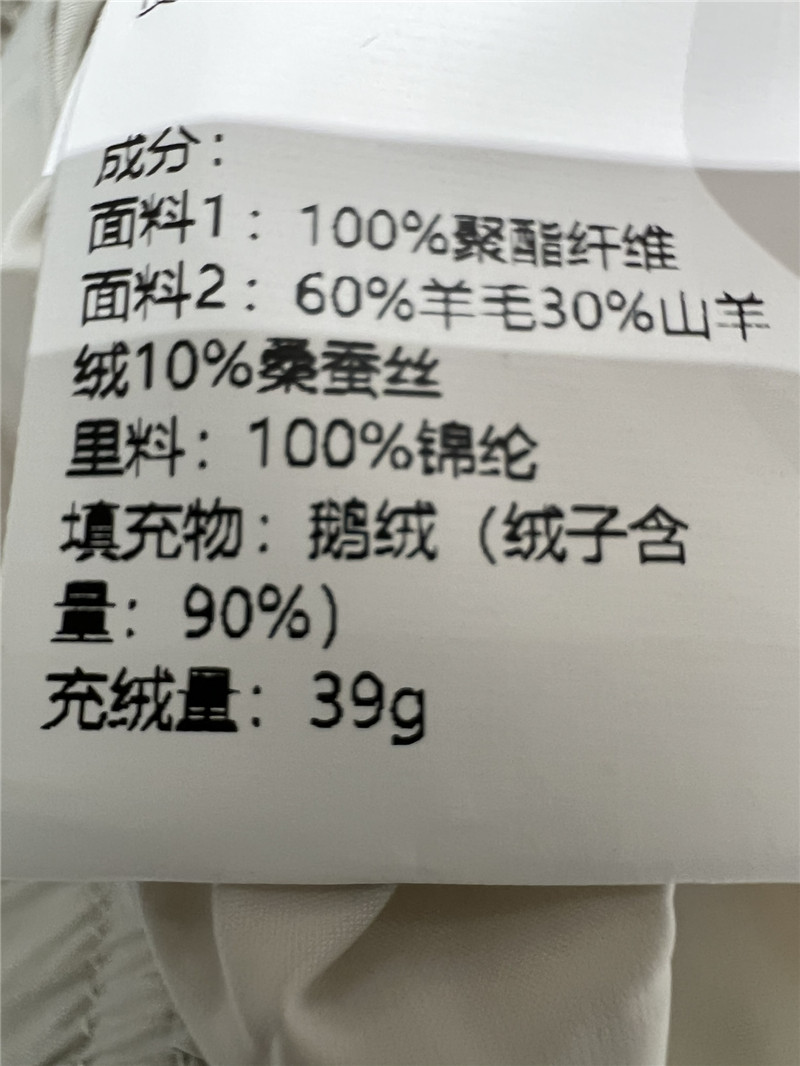 成分：
面料1：100%聚酯纤维
面料2：60%羊毛30%山羊
绒10%桑蚕丝
里料：100%锦纶
填充物：鹅绒（绒子含
量：90%）
充绒量：39g